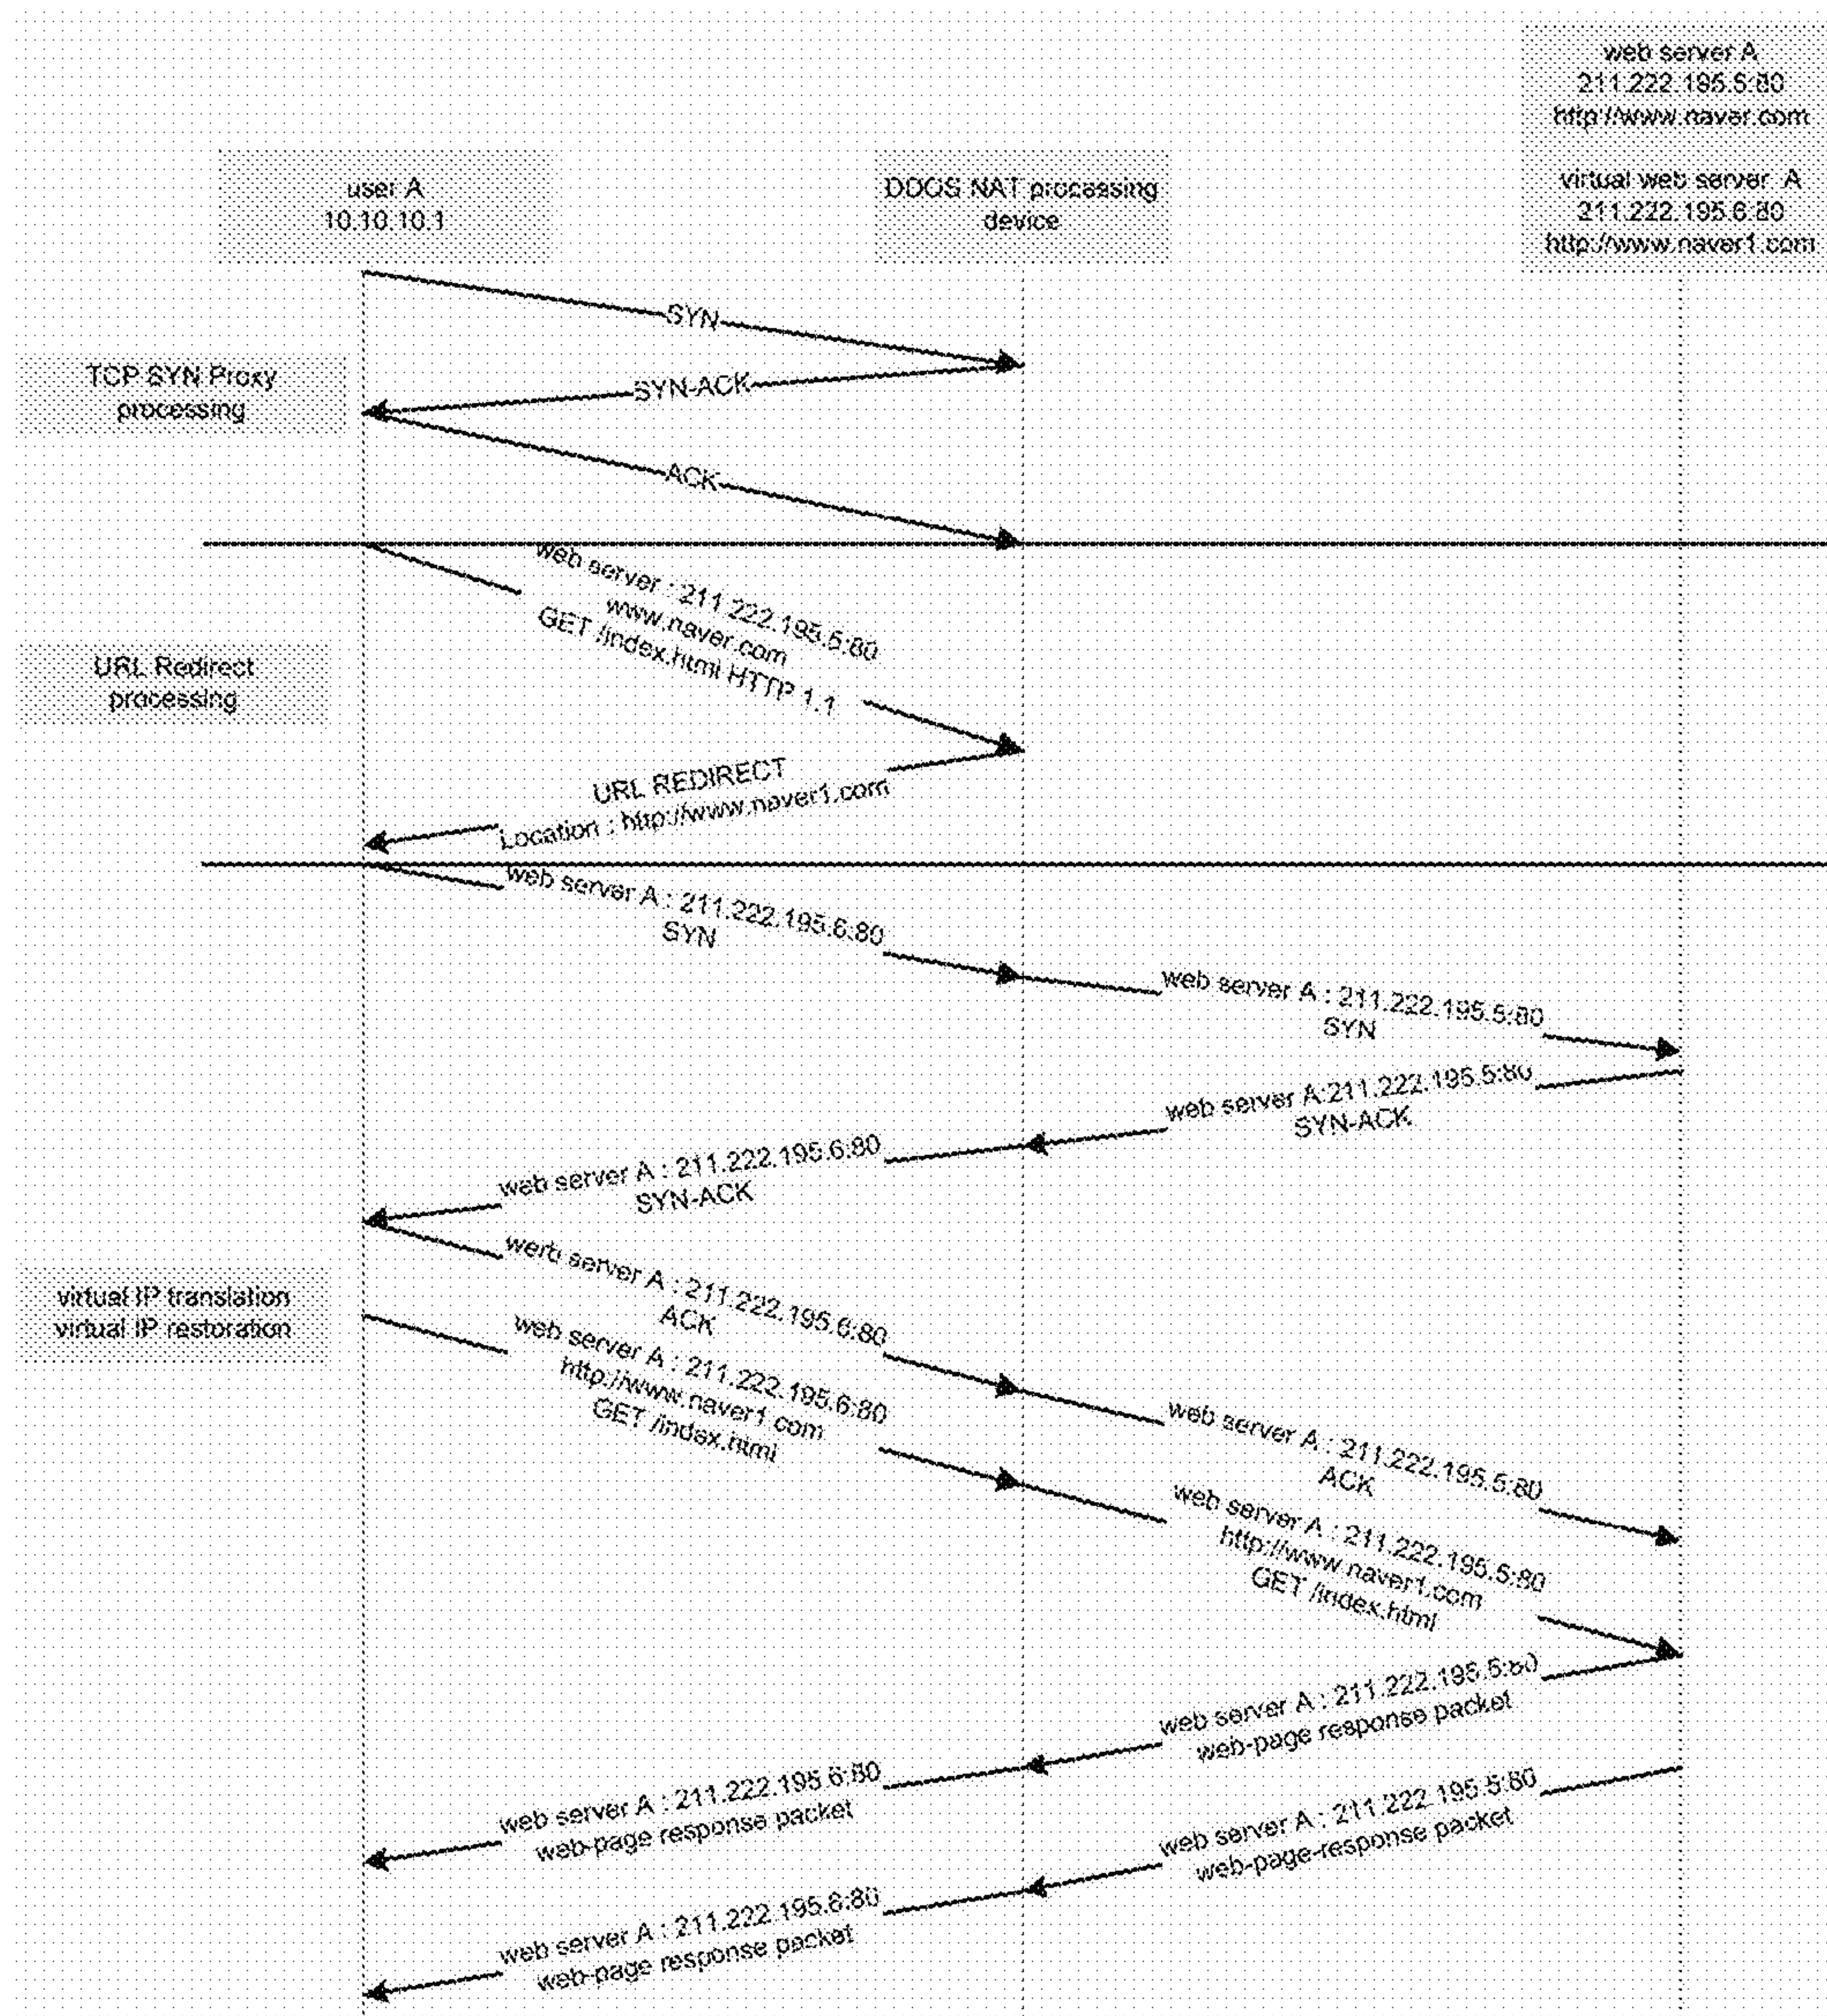 web server A
211.222.195.5:80
http://www.naver.com
virtual web server A
211.222.195.6:80
http://www.naver1.com
user A
10.10.10.1
DDOS NAT processing
device
SYN
TCP SYN Proxy
processing
SYN-ACK
ACK
web server : 211.222.195.5:80
www.naver.com
GET /index.html HTTP 1.1
URL Redirect
processing
URL REDIRECT
Location : http://www.naver1.com
web server A : 211.222.195.6:80
SYN
web server A : 211.222.195.5:80
SYN
web server A:211.222.195.5:80
SYN-ACK
web server A : 211.222.195.6:80
SYN-ACK
werb server A : 211.222.195.6:80
ACK
virtual IP translation
virtual IP restoration
web server A : 211.222.195.6:80
http://www.naver1.com
GET /index.html
web server A : 211.222.195.5:80
ACK
web server A : 211.222.195.5:80
http://www.naver1.com
GET /index.html
web server A : 211.222.195.5:80
web-page response packet
web server A : 211.222.195.6:80
web-page response packet
web server A : 211.222.195.5:80
web-page-response packet
web server A : 211.222.195.6:80
web-page response packet